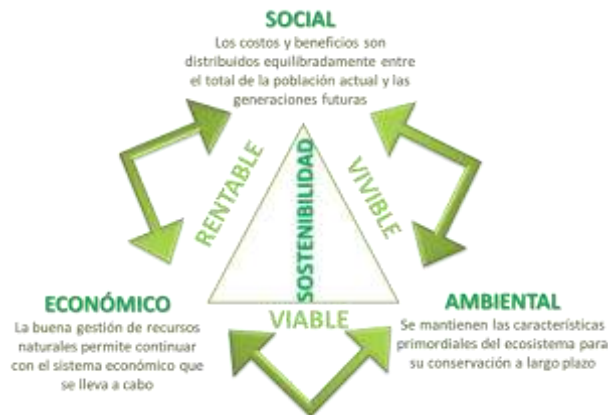 SOCIAL
Los costos y beneficios son
distribuidos equilibradamente entre
el total de la población actual y las
generaciones futuras
RENTABLE
SOSTENIBILIDAD
VIVIBLE
ECONÓMICO
La buena gestión de recursos
naturales permite continuar
con el sistema económico que
se lleva a cabo
VIABLE
AMBIENTAL
Se mantienen las características
primordiales del ecosistema para
su conservación a largo plazo